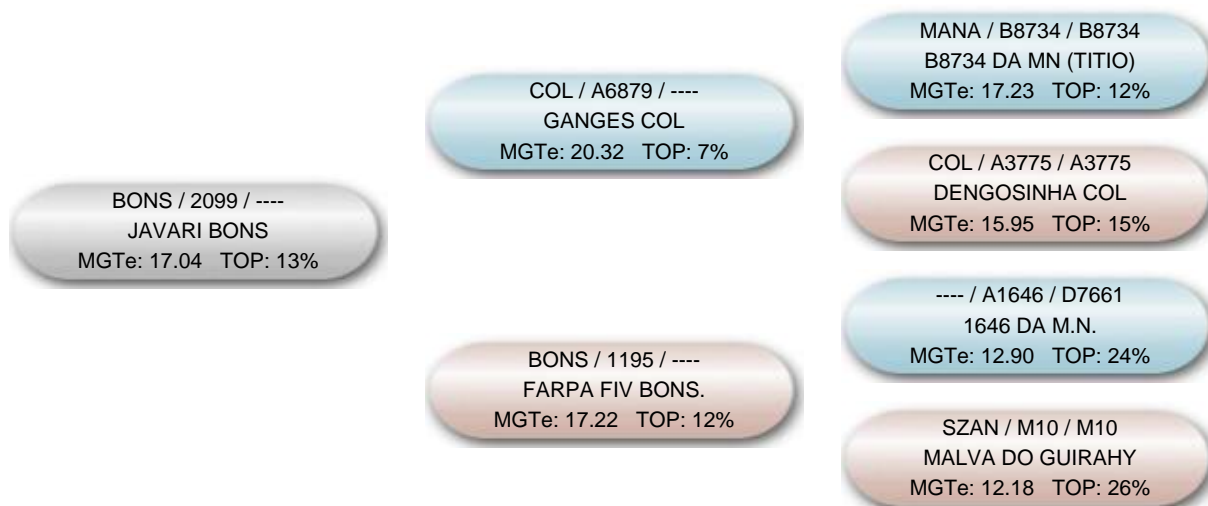 BONS / 2099 / ----
JAVARI BONS
MGTe: 17.04 TOP: 13%
COL / A6879 / ----
GANGES COL
MGTe: 20.32 TOP: 7%
BONS / 1195 / ----
FARPA FIV BONS.
MGTe: 17.22 TOP: 12%
MANA / B8734 / B8734
B8734 DA MN (TITIO)
MGTe: 17.23 TOP: 12%
COL / A3775 / A3775
DENGOSINHA COL
MGTe: 15.95 TOP: 15%
---- / A1646 / D7661
1646 DA M.N.
MGTe: 12.90 TOP: 24%
SZAN / M10 / M10
MALVA DO GUIRAHY
MGTe: 12.18 TOP: 26%